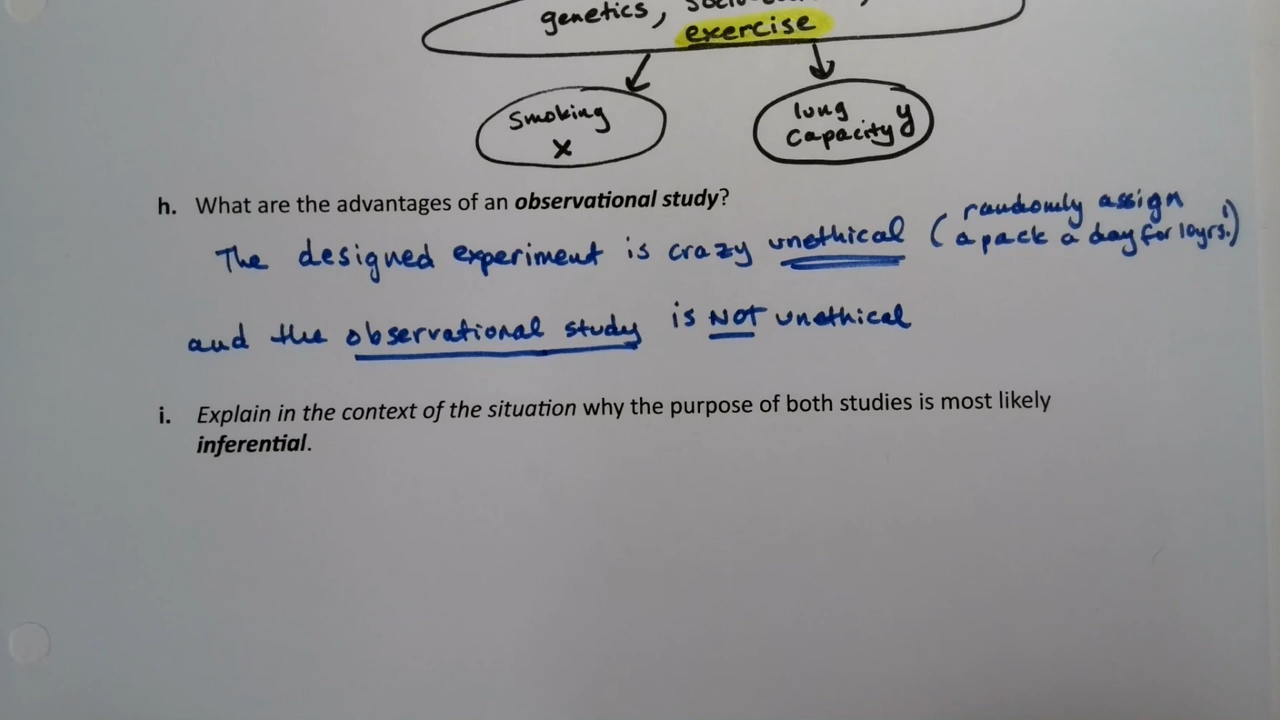 genetics,
exercise
Smoking
X
lung
capacity y
h. What are the advantages of an observational study?
The designed experiment is crazy unethical (randomly assign
a pack a day for 10yrs!)
and the observational study is NOT unethical
i. Explain in the context of the situation why the purpose of both studies is most likely
inferential.